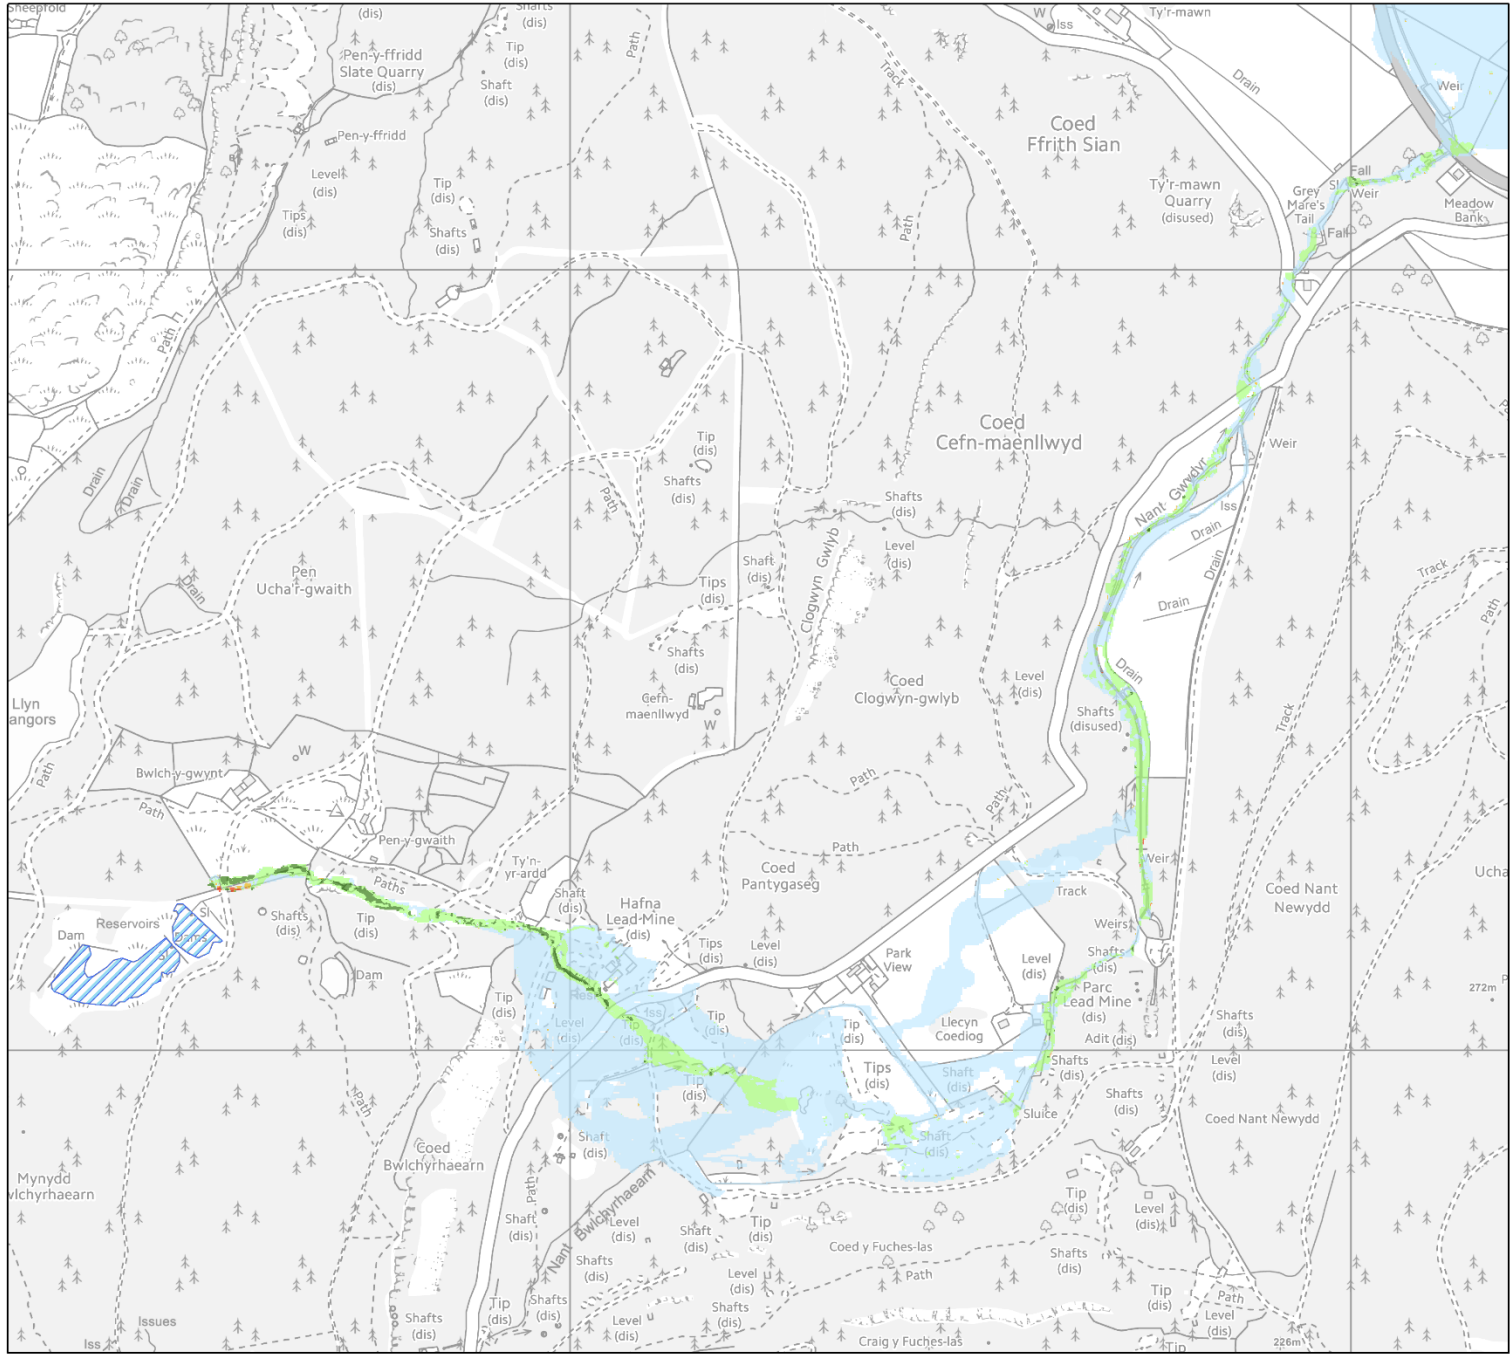 Sheepfold
(dis)
Shafts
(dis)
W
Iss
Ty'r-mawn
Pen-y-ffridd
Slate Quarry
(dis)
Tip
(dis)
Path
Track
Drain
Weir
Shaft
(dis)
Pen-y-ffridd
Coed
Ffrith Sian
Level
(dis)
Tip
(dis)
Ty'r-mawn
Quarry
(disused)
Grey
Mare's
Tail
Fall
Sl
Weir
Meadow
Bank
Tips
(dis)
Shafts
(dis)
Path
Fall
Path
Coed
Cefn-maenllwyd
Tip
(dis)
Shafts
(dis)
Weir
Drain
Drain
Path
Shafts
(dis)
Nant Gwydyr
Iss
Drain
Level
(dis)
Clogwyn Gwlyb
Shaft
(dis)
Pen
Ucha'r-gwaith
Drain
Tips
(dis)
Drain
Track
Drain
Path
Shafts
(dis)
Drain
Coed
Clogwyn-gwlyb
Level
(dis)
Cefn-
maenllwyd
W
Llyn
angors
Shafts
(disused)
Track
W
Path
Bwlch-y-gwynt
Path
Path
Path
Pen-y-gwaith
Path
Coed
Pantygaseg
Ty'n-
yr-ardd
Weir
Ucha
Paths
Shaft
(dis)
Track
Coed Nant
Newydd
Hafna
Lead Mine
(dis)
Reservoirs
Sl
Shafts
(dis)
Tip
(dis)
Weirs
Dam
Dams
Sl
Tips
(dis)
Level
(dis)
Park
View
Shafts
(dis)
Level
(dis)
Dam
Parc
Lead Mine
(dis)
272m
Tip
(dis)
Iss
Level
(dis)
Tip
(dis)
Tip
(dis)
Tip
(dis)
Llecyn
Coediog
Adit (dis)
Shafts
(dis)
Tips
(dis)
Shaft
(dis)
Shafts
(dis)
Level
(dis)
Tip
(dis)
Path
Shafts
(dis)
Sluice
Coed Nant Newydd
Shaft
(dis)
Shaft
(dis)
Coed
Bwlchyrhaearn
Mynydd
wlchyrhaearn
Path
Nant Bwlchyrhaearn
Tip
(dis)
Level
(dis)
Shaft
(dis)
Level
(dis)
Shaft
(dis)
Tip
(dis)
Coed y Fuches-las
Shafts
(dis)
Shafts
(dis)
Level
(dis)
Path
Tip
(dis)
Path
Issues
Iss
Shafts
(dis)
Tip
(dis)
Shafts
(dis)
Level
(dis)
Shafts
(dis)
Level
(dis)
Craig y Fuches-las
Tip
226m